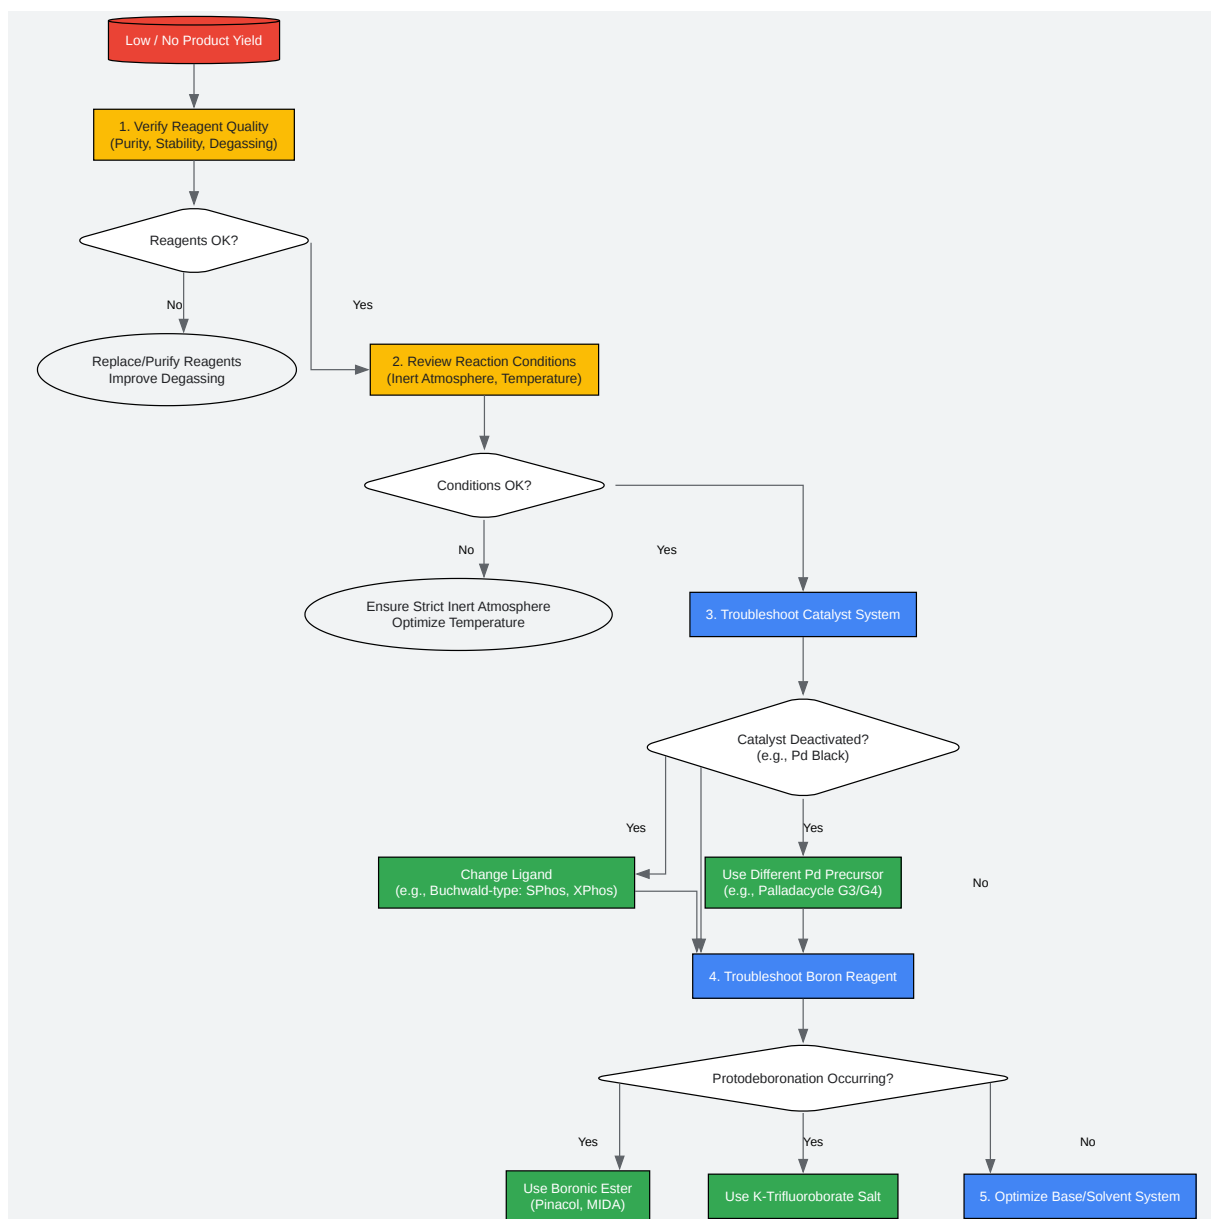 Low / No Product Yield
1. Verify Reagent Quality
(Purity, Stability, Degassing)
Reagents OK?
No
Yes
Replace/Purify Reagents
Improve Degassing
2. Review Reaction Conditions
(Inert Atmosphere, Temperature)
Conditions OK?
No
Yes
Ensure Strict Inert Atmosphere
Optimize Temperature
3. Troubleshoot Catalyst System
Catalyst Deactivated?
(e.g., Pd Black)
Yes
Yes
No
Change Ligand
(e.g., Buchwald-type: SPhos, XPhos)
Use Different Pd Precursor
(e.g., Palladacycle G3/G4)
4. Troubleshoot Boron Reagent
Protodeboronation Occurring?
Yes
Yes
No
Use Boronic Ester
(Pinacol, MIDA)
Use K-Trifluoroborate Salt
5. Optimize Base/Solvent System